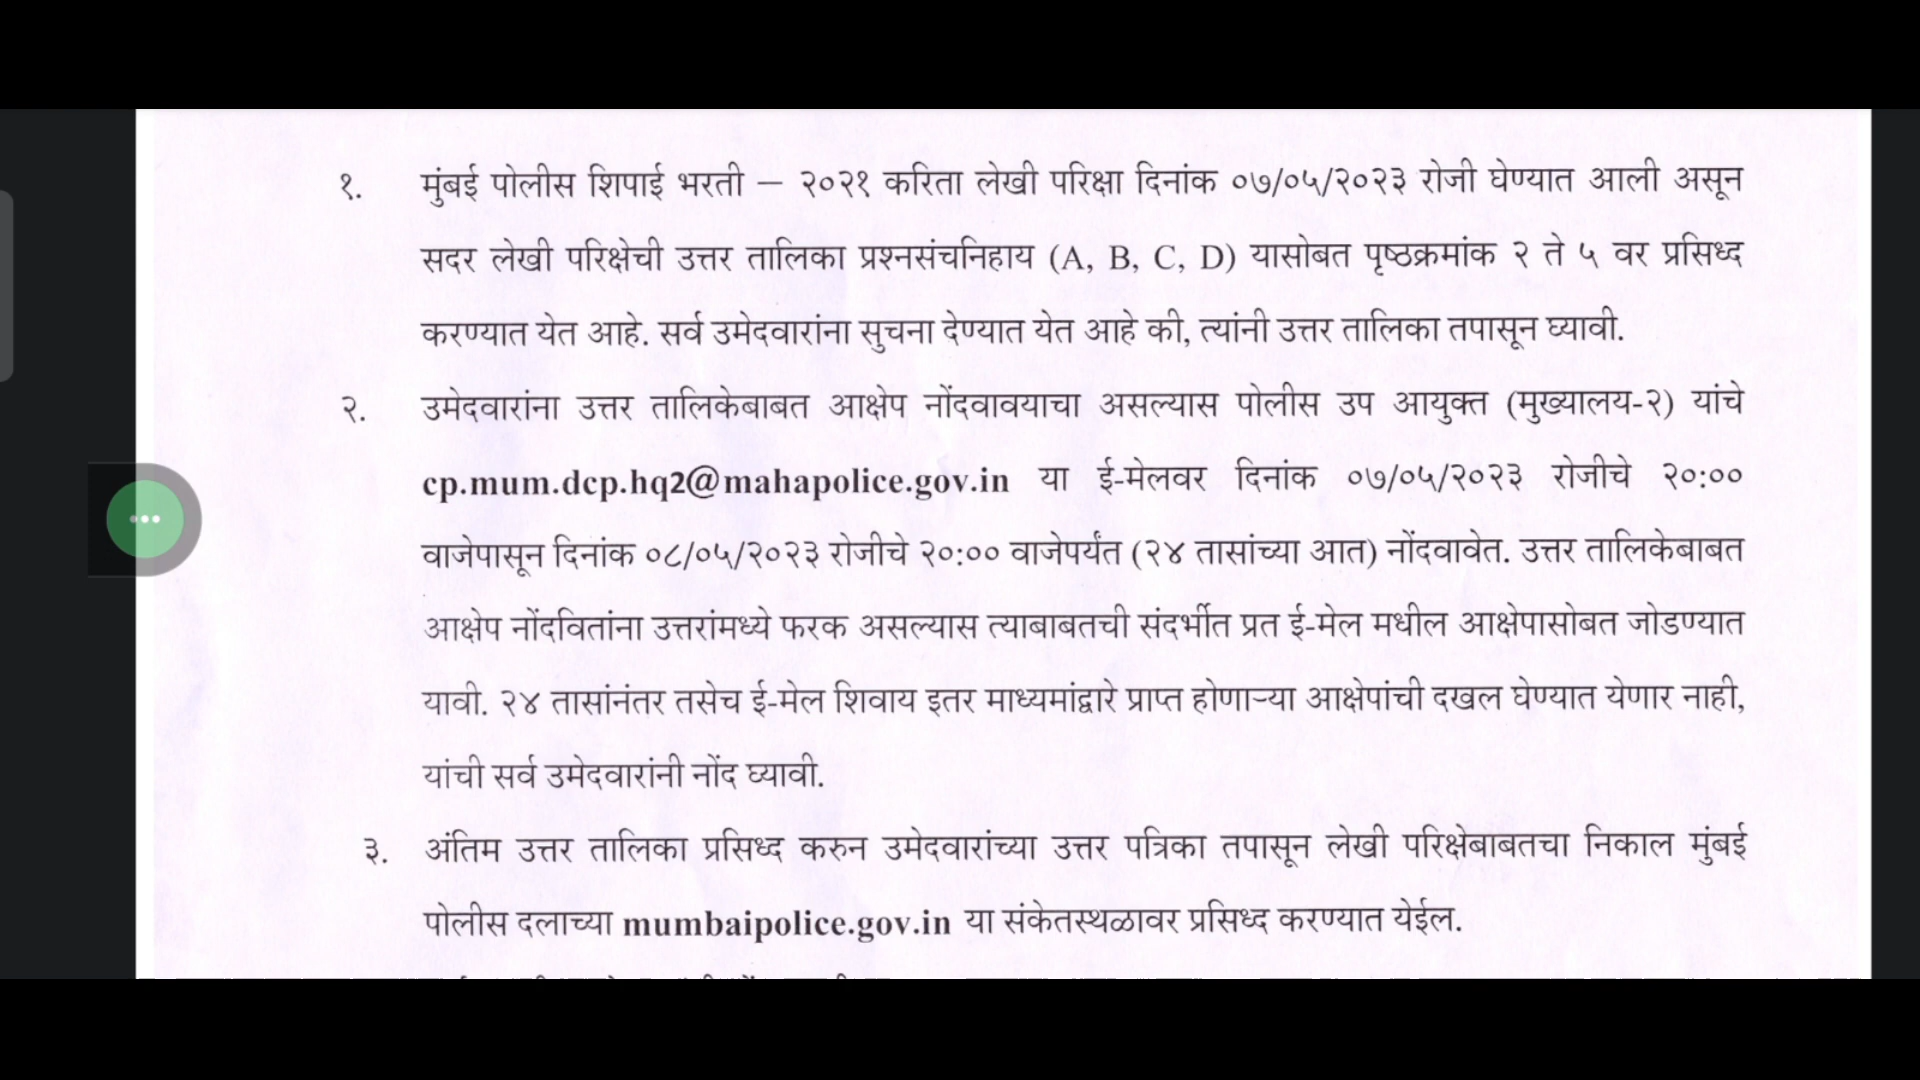 १. मुंबई पोलीस शिपाई भरती – २०२१ करिता लेखी परिक्षा दिनांक ०७/०५/२०२३ रोजी घेण्यात आली असून
सदर लेखी परिक्षेची उत्तर तालिका प्रश्नसंचनिहाय (A, B, C, D) यासोबत पृष्ठक्रमांक २ ते ५ वर प्रसिध्द
करण्यात येत आहे. सर्व उमेदवारांना सुचना देण्यात येत आहे की, त्यांनी उत्तर तालिका तपासून घ्यावी.
२. उमेदवारांना उत्तर तालिकेबाबत आक्षेप नोंदवावयाचा असल्यास पोलीस उप आयुक्त (मुख्यालय-२) यांचे
cp.mum.dcp.hq2@mahapolice.gov.in या ई-मेलवर दिनांक ०७/०५/२०२३ रोजीचे २०:००
वाजेपासून दिनांक ०८/०५/२०२३ रोजीचे २०:०० वाजेपर्यंत (२४ तासांच्या आत) नोंदवावेत. उत्तर तालिकेबाबत
आक्षेप नोंदवितांना उत्तरांमध्ये फरक असल्यास त्याबाबतची संदर्भीत प्रत ई-मेल मधील आक्षेपासोबत जोडण्यात
यावी. २४ तासांनंतर तसेच ई-मेल शिवाय इतर माध्यमांद्वारे प्राप्त होणाऱ्या आक्षेपांची दखल घेण्यात येणार नाही,
यांची सर्व उमेदवारांनी नोंद घ्यावी.
३. अंतिम उत्तर तालिका प्रसिध्द करुन उमेदवारांच्या उत्तर पत्रिका तपासून लेखी परिक्षेबाबतचा निकाल मुंबई
पोलीस दलाच्या mumbaipolice.gov.in या संकेतस्थळावर प्रसिध्द करण्यात येईल.